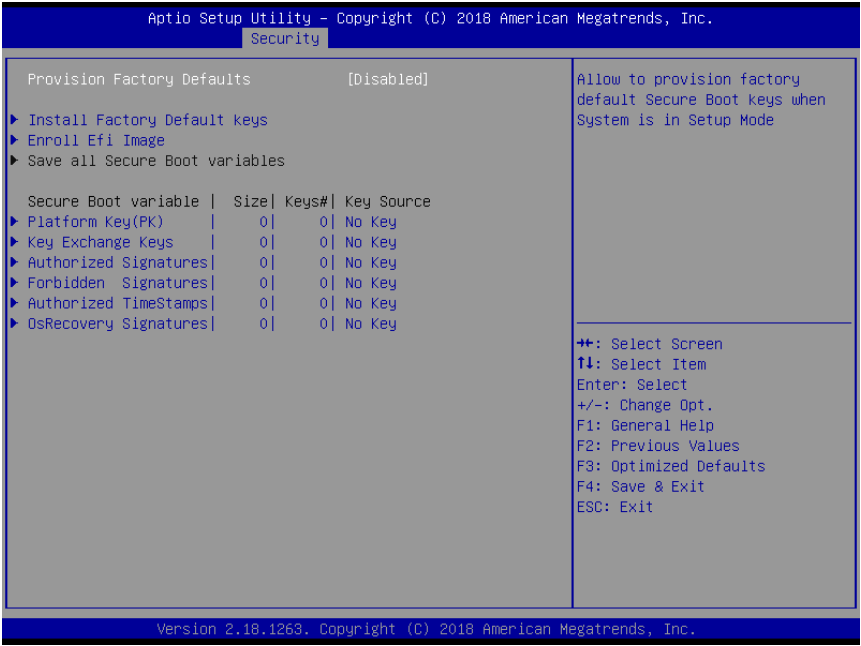 Aptio Setup Utility – Copyright (C) 2018 American Megatrends, Inc.
Security
Provision Factory Defaults [Disabled]
Install Factory Default keys
Enroll Efi Image
Save all Secure Boot variables
Secure Boot variable | Size| Keys#| Key Source
Platform Key(PK) | 0| 0| No Key
Key Exchange Keys | 0| 0| No Key
Authorized Signatures| 0| 0| No Key
Forbidden Signatures| 0| 0| No Key
Authorized TimeStamps| 0| 0| No Key
OsRecovery Signatures| 0| 0| No Key
Allow to provision factory
default Secure Boot keys when
System is in Setup Mode
→←: Select Screen
↑↓: Select Item
Enter: Select
+/-: Change Opt.
F1: General Help
F2: Previous Values
F3: Optimized Defaults
F4: Save & Exit
ESC: Exit
Version 2.18.1263. Copyright (C) 2018 American Megatrends, Inc.